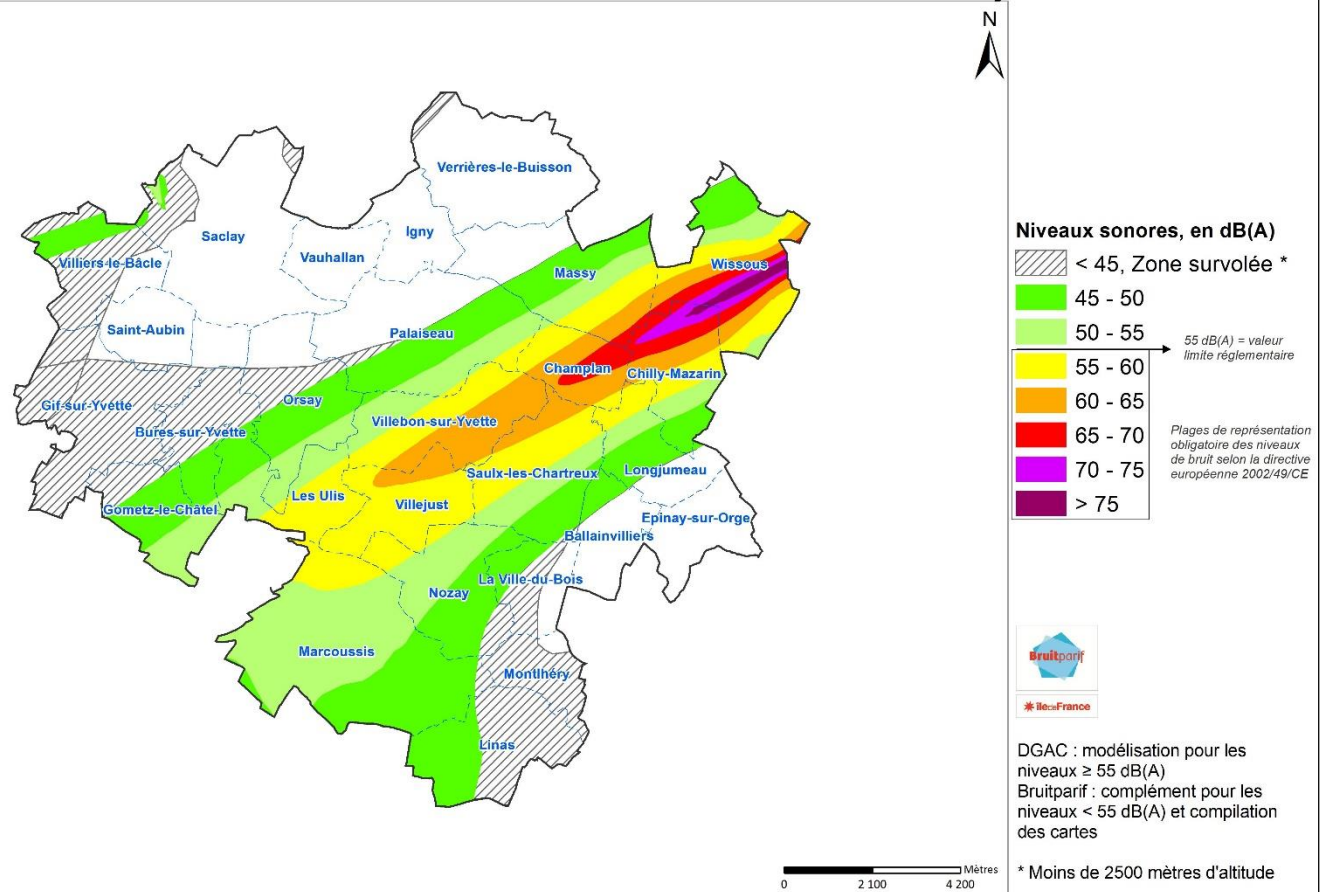 N
Verrières-le-Buisson
Saclay
Igny
Vauhallan
Villiers-le-Bâcle
Massy
Wissous
Saint-Aubin
Palaiseau
Champlan
Chilly-Mazarin
Gif-sur-Yvette
Orsay
Bures-sur-Yvette
Villebon-sur-Yvette
Saulx-les-Chartreux
Longjumeau
Les Ulis
Villejust
Gometz-le-Châtel
Epinay-sur-Orge
Ballainvilliers
La Ville-du-Bois
Nozay
Marcoussis
Montlhéry
Linas
Mètres
0 2 100 4 200
Niveaux sonores, en dB(A)
< 45, Zone survolée *
45 - 50
50 - 55
55 - 60
60 - 65
65 - 70
70 - 75
> 75
55 dB(A) = valeur
limite réglementaire
Plages de représentation
obligatoire des niveaux
de bruit selon la directive
européenne 2002/49/CE
Bruitparif
île de France
DGAC : modélisation pour les
niveaux ≥ 55 dB(A)
Bruitparif : complément pour les
niveaux < 55 dB(A) et compilation
des cartes
* Moins de 2500 mètres d'altitude